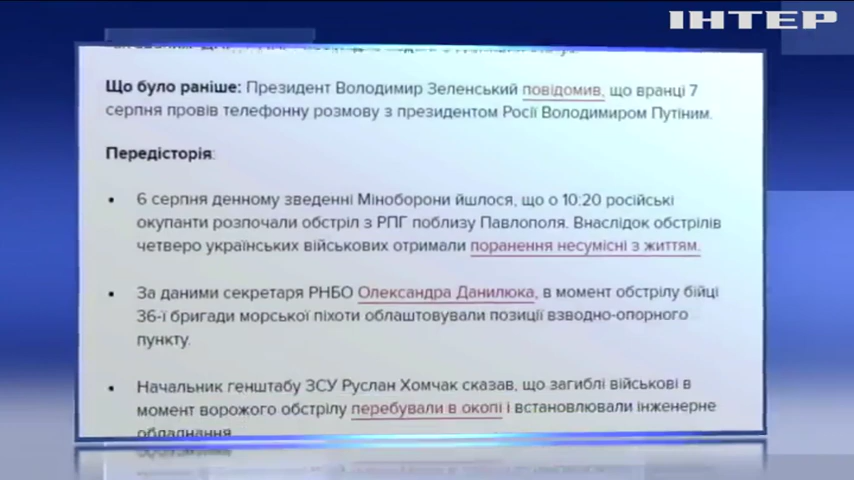 ІНТЕР
Що було раніше: Президент Володимир Зеленський повідомив, що вранці 7
серпня провів телефонну розмову з президентом Росії Володимиром Путіним.
Передісторія:
6 серпня денному зведенні Міноборони йшлося, що о 10:20 російські
окупанти розпочали обстріл з РПГ поблизу Павлополя. Внаслідок обстрілів
четверо українських військових отримали поранення несумісні з життям.
За даними секретаря РНБО Олександра Данилюка, в момент обстрілу бійці
36-ї бригади морської піхоти облаштовували позиції взводно-опорного
пункту.
Начальник генштабу ЗСУ Руслан Хомчак сказав, що загиблі військові в
момент ворожого обстрілу перебували в окопі і встановлювали інженерне
обладнання.